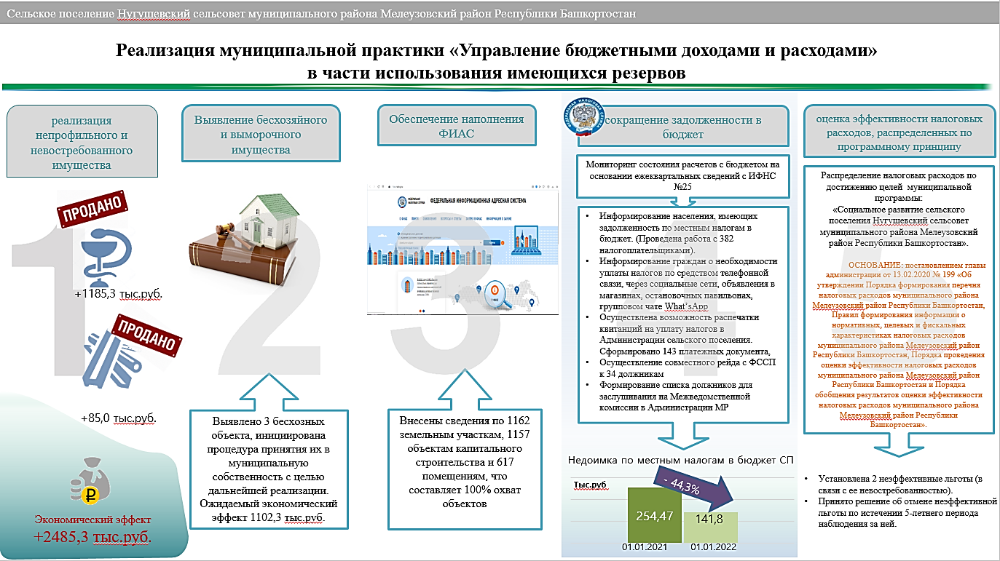 Сельское поселение Нугушевский сельсовет муниципального района Мелеузовский район Республики Башкортостан
Реализация муниципальной практики «Управление бюджетными доходами и расходами»
в части использования имеющихся резервов
реализация
непрофильного и
невостребованного
имущества
ПРОДАНО
+1185,3 тыс.руб.
ПРОДАНО
+85,0 тыс.руб.
Экономический эффект
+2485,3 тыс.руб.
1
Выявление бесхозяйного
и выморочного
имущества
2
Выявлено 3 бесхозных
объекта, инициирована
процедура принятия их в
муниципальную
собственность с целью
дальнейшей реализации.
Ожидаемый экономический
эффект 1102,3 тыс.руб.
Обеспечение наполнения
ФИАС
ФЕДЕРАЛЬНАЯ ИНФОРМАЦИОННАЯ АДРЕСНАЯ СИСТЕМА
3
Внесены сведения по 1162
земельным участкам, 1157
объектам капитального
строительства и 617
помещениям, что
составляет 100% охват
объектов
сокращение задолженности в
бюджет
Мониторинг состояния расчетов с бюджетом на
основании ежеквартальных сведений с ИФНС
№25
4
• Информирование населения, имеющих
задолженность по местным налогам в
бюджет. (Проведена работа с 382
налогоплательщиками).
• Информирование граждан о необходимости
уплаты налогов по средством телефонной
связи, через социальные сети, объявления в
магазинах, остановочных павильонах,
групповом чате What’sApp
• Осуществлена возможность распечатки
квитанций на уплату налогов в
Администрации сельского поселения.
Сформировано 143 платежных документа,
• Осуществление совместного рейда с ФССП
к 34 должникам
• Формирование списка должников для
заслушивания на Межведомственной
комиссии в Администрации МР
Недоимка по местным налогам в бюджет СП
Тыс.руб
- 44,3%
254,47
141,8
01.01.2021
01.01.2022
оценка эффективности налоговых
расходов, распределенных по
программному принципу
Распределение налоговых расходов по
достижению целей муниципальной
программы:
«Социальное развитие сельского
поселения Нугушевский сельсовет
муниципального района Мелеузовский
район Республики Башкортостан».
5
ОСНОВАНИЕ: постановлением главы
администрации от 13.02.2020 № 199 «Об
утверждении Порядка формирования перечня
налоговых расходов муниципального района
Мелеузовский район Республики Башкортостан,
Правил формирования информации о
нормативных, целевых и фискальных
характеристиках налоговых расходов
муниципального района Мелеузовский район
Республики Башкортостан, Порядка проведения
оценки эффективности налоговых расходов
муниципального района Мелеузовский район
Республики Башкортостан и Порядка
обобщения результатов оценки эффективности
налоговых расходов муниципального района
Мелеузовский район Республики
Башкортостан».
• Установлена 2 неэффективные льготы (в
связи с ее невостребованностью).
• Принято решение об отмене неэффективной
льготы по истечении 5-летнего периода
наблюдения за ней.